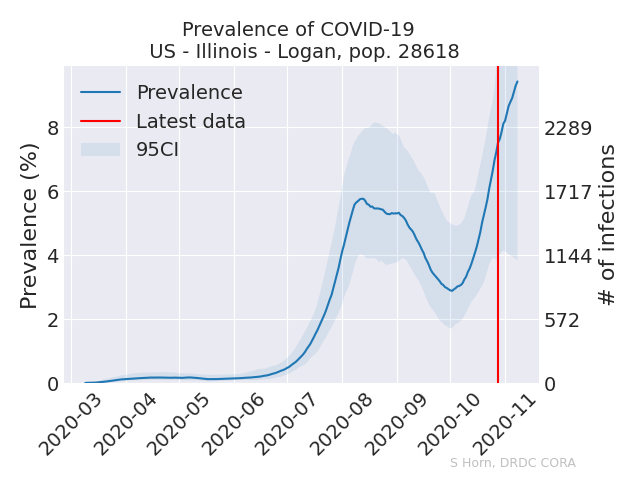 Prevalence of COVID-19
US - Illinois - Logan, pop. 28618
Prevalence
Latest data
95CI
Prevalence (%)
8
6
4
2
0
2289
1717
1144
572
0
# of infections
2020-03
2020-04
2020-05
2020-06
2020-07
2020-08
2020-09
2020-10
2020-11
S Horn, DRDC CORA